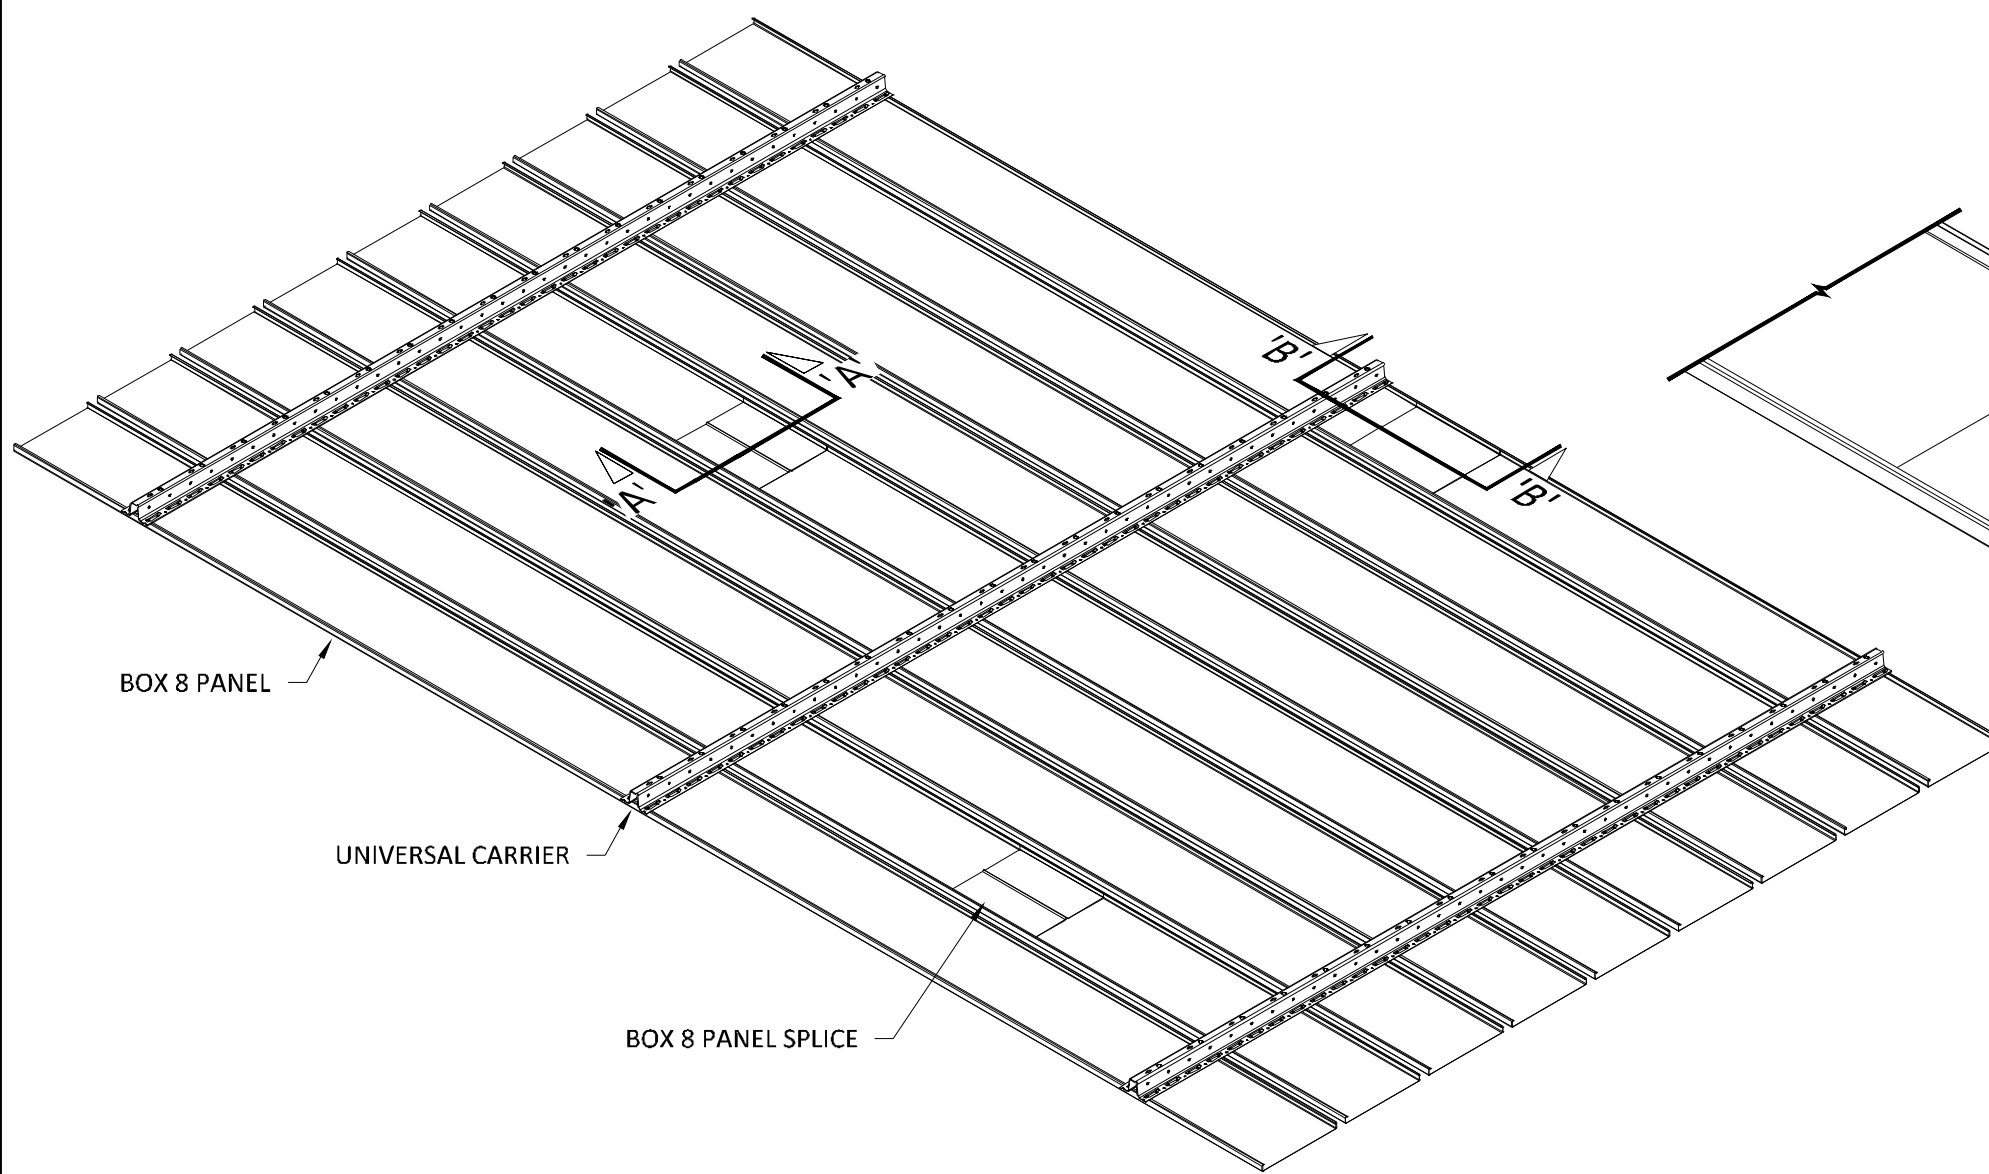 'B'
'A'
'A'
'B'
BOX 8 PANEL
UNIVERSAL CARRIER
BOX 8 PANEL SPLICE